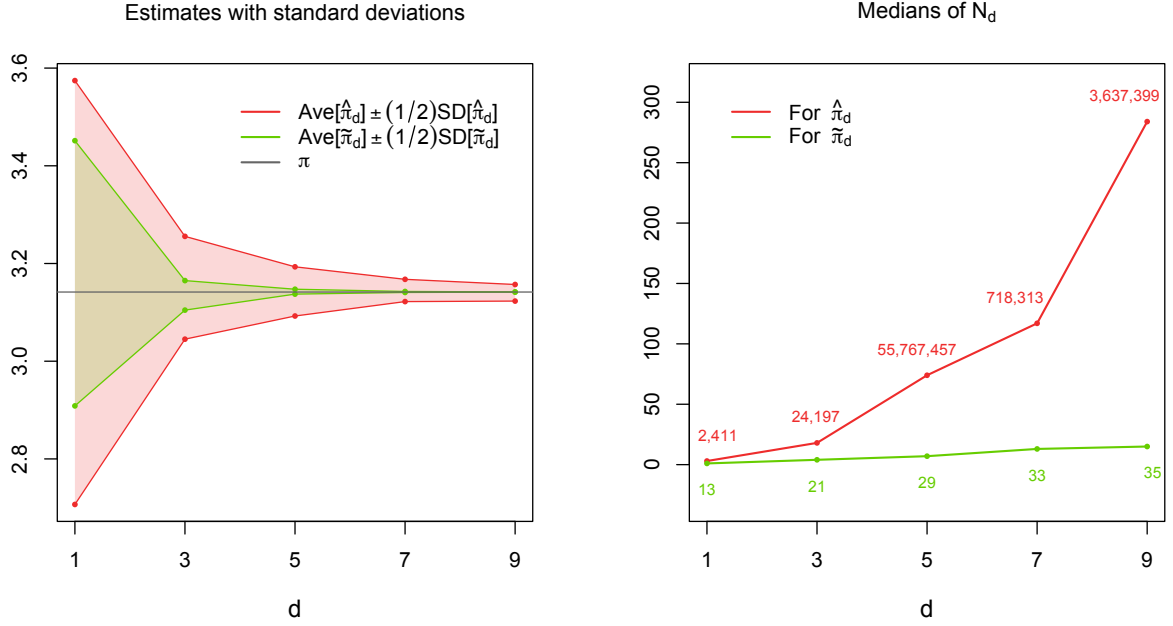 Estimates with standard deviations
3.6
3.4
3.2
3.0
2.8
Ave[π̂d] ± (1/2)SD[π̂d]
Ave[π̃d] ± (1/2)SD[π̃d]
π
1 3 5 7 9
d
Medians of Nd
300
250
200
150
100
50
0
For π̂d
For π̃d
3,637,399
718,313
55,767,457
24,197
2,411
13 21 29 33 35
1 3 5 7 9
d